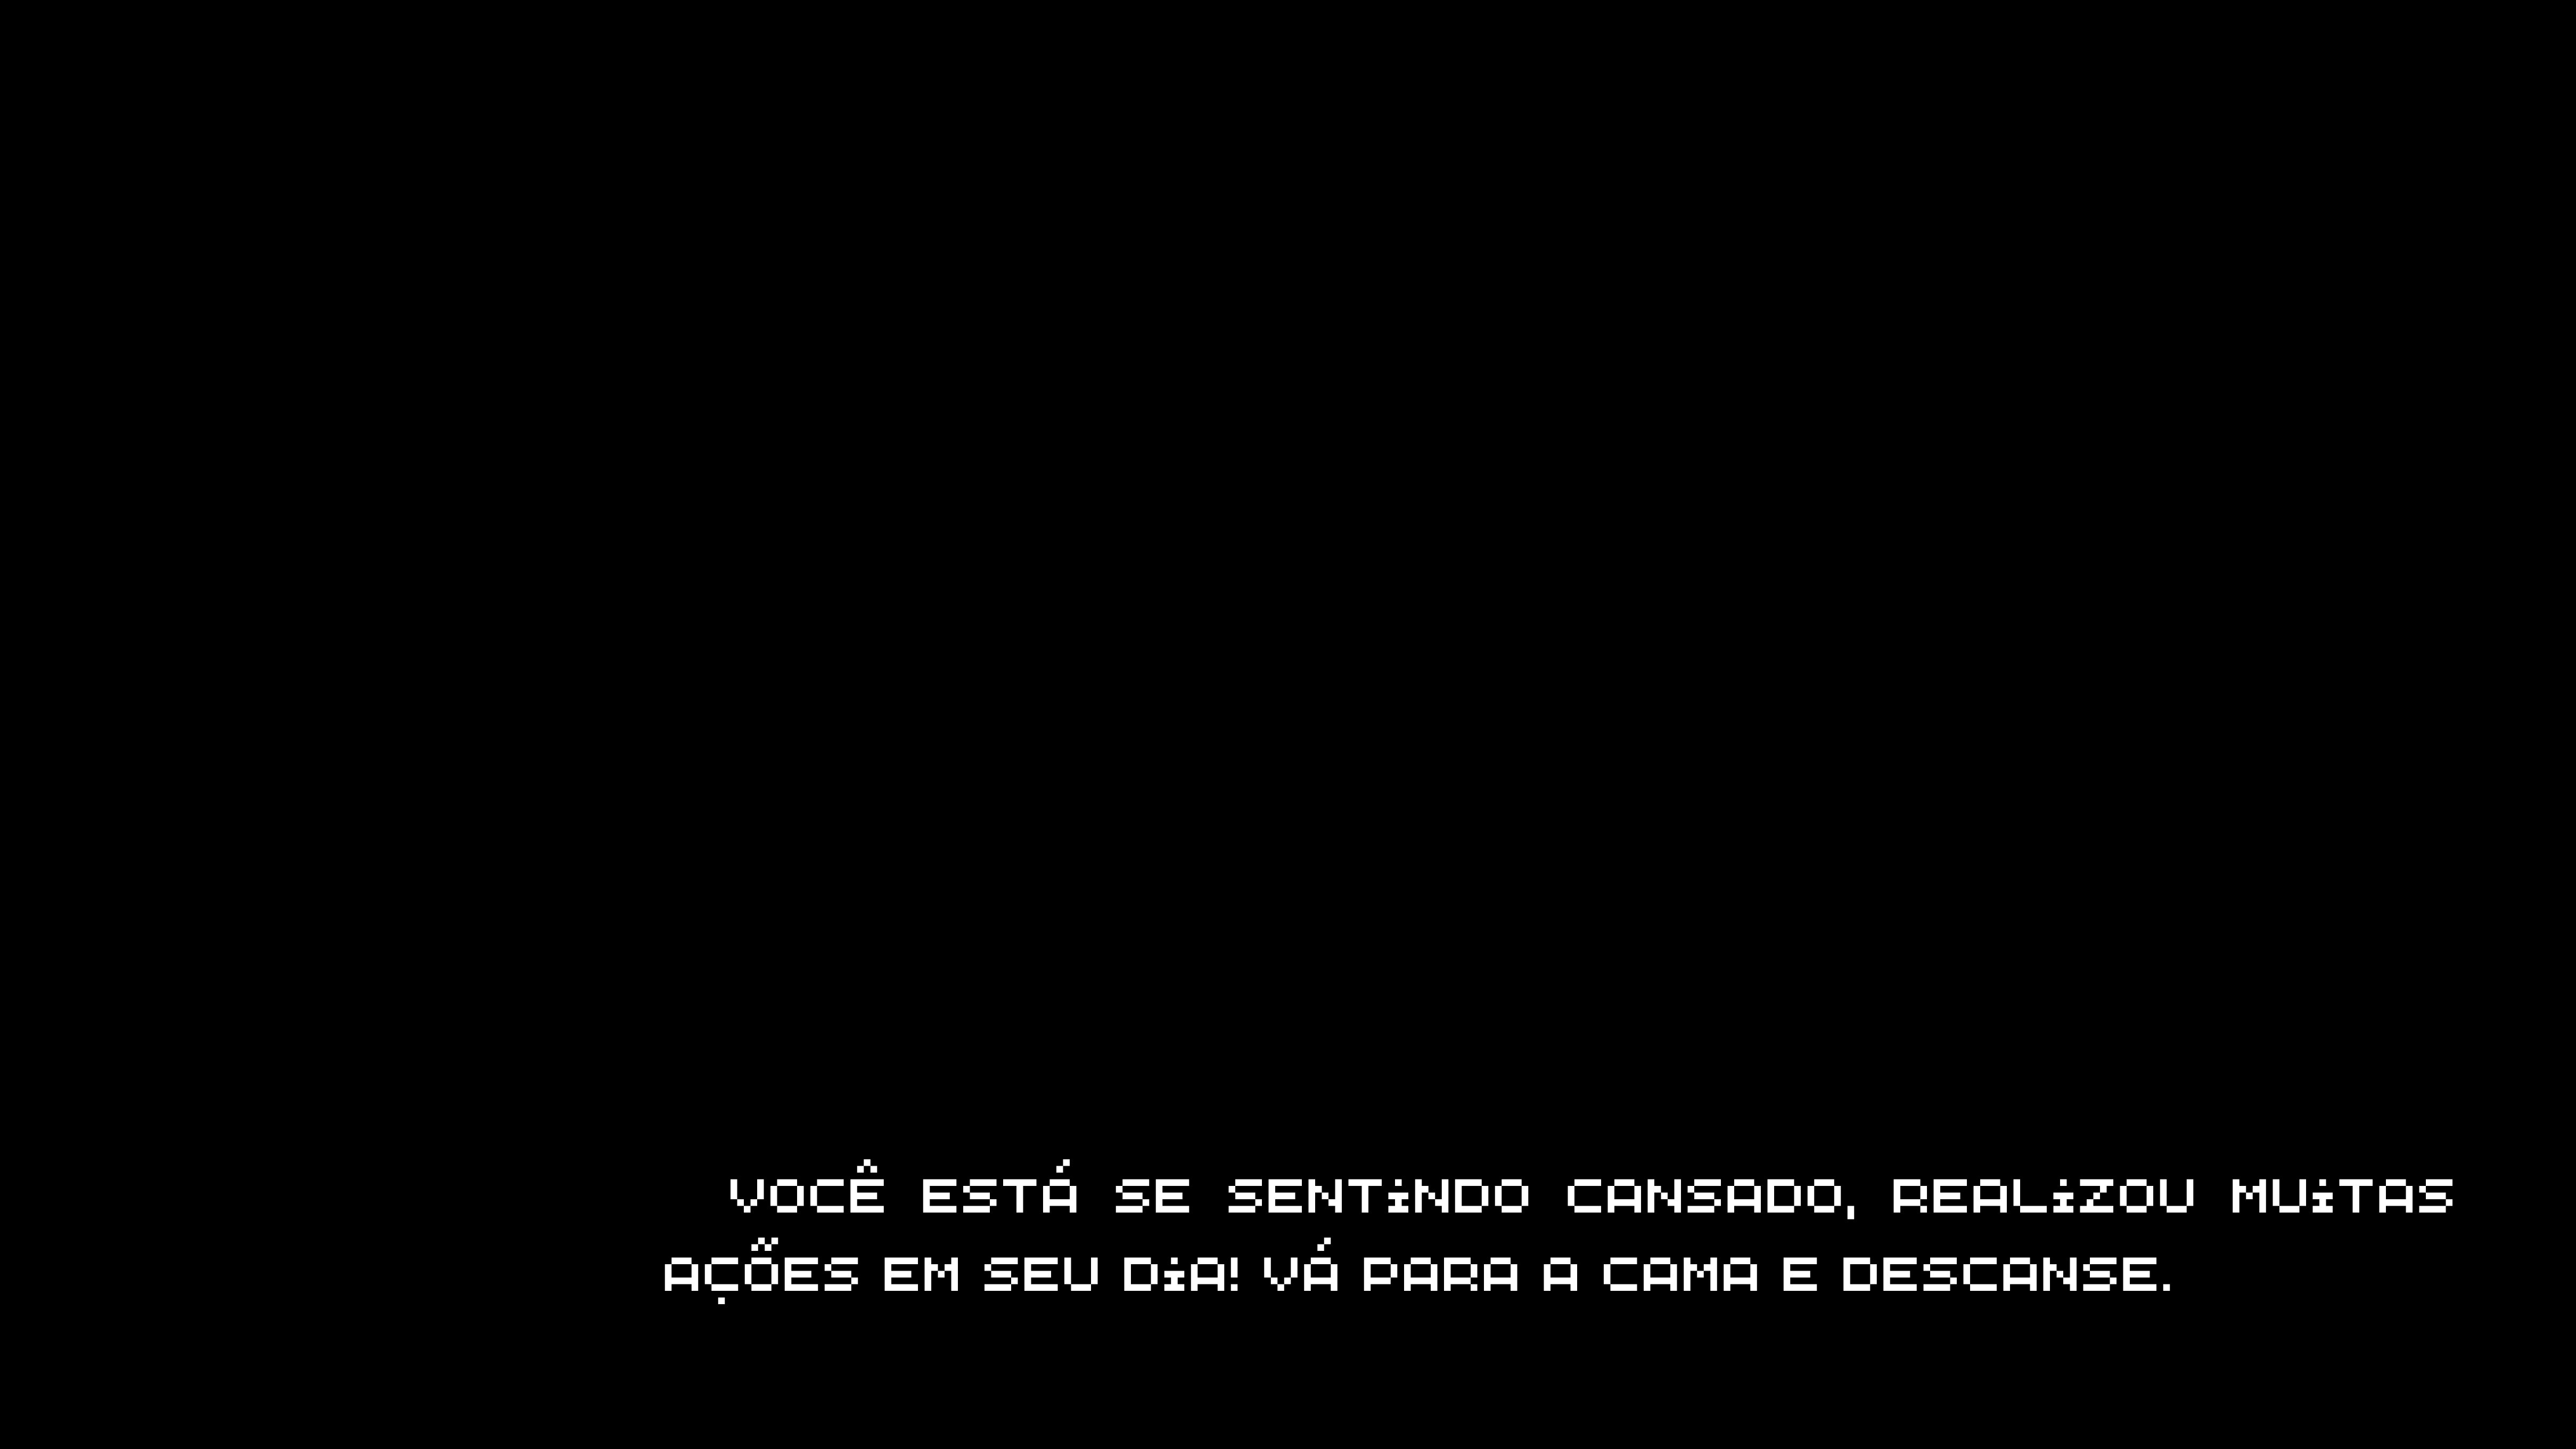 VOCÊ ESTÁ SE SENTiNDO CANSADO, REALiZOU MUiTAS
AÇÕES EM SEU DiA! VÁ PARA A CAMA E DESCANSE.